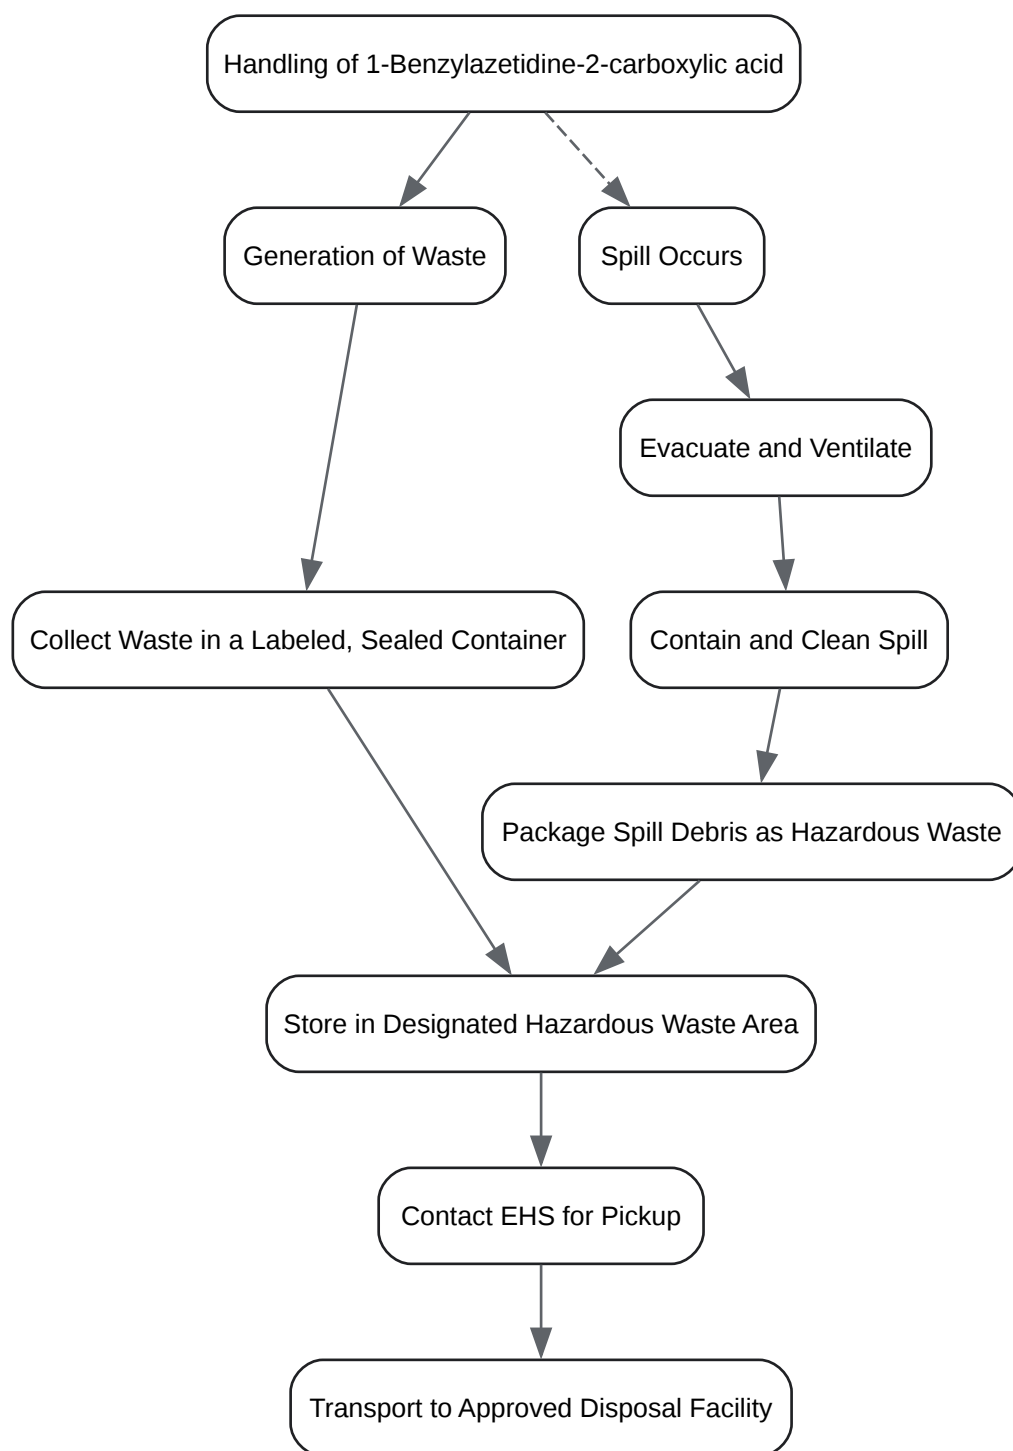 Handling of 1-Benzylazetidine-2-carboxylic acid
Generation of Waste
Spill Occurs
Evacuate and Ventilate
Collect Waste in a Labeled, Sealed Container
Contain and Clean Spill
Package Spill Debris as Hazardous Waste
Store in Designated Hazardous Waste Area
Contact EHS for Pickup
Transport to Approved Disposal Facility